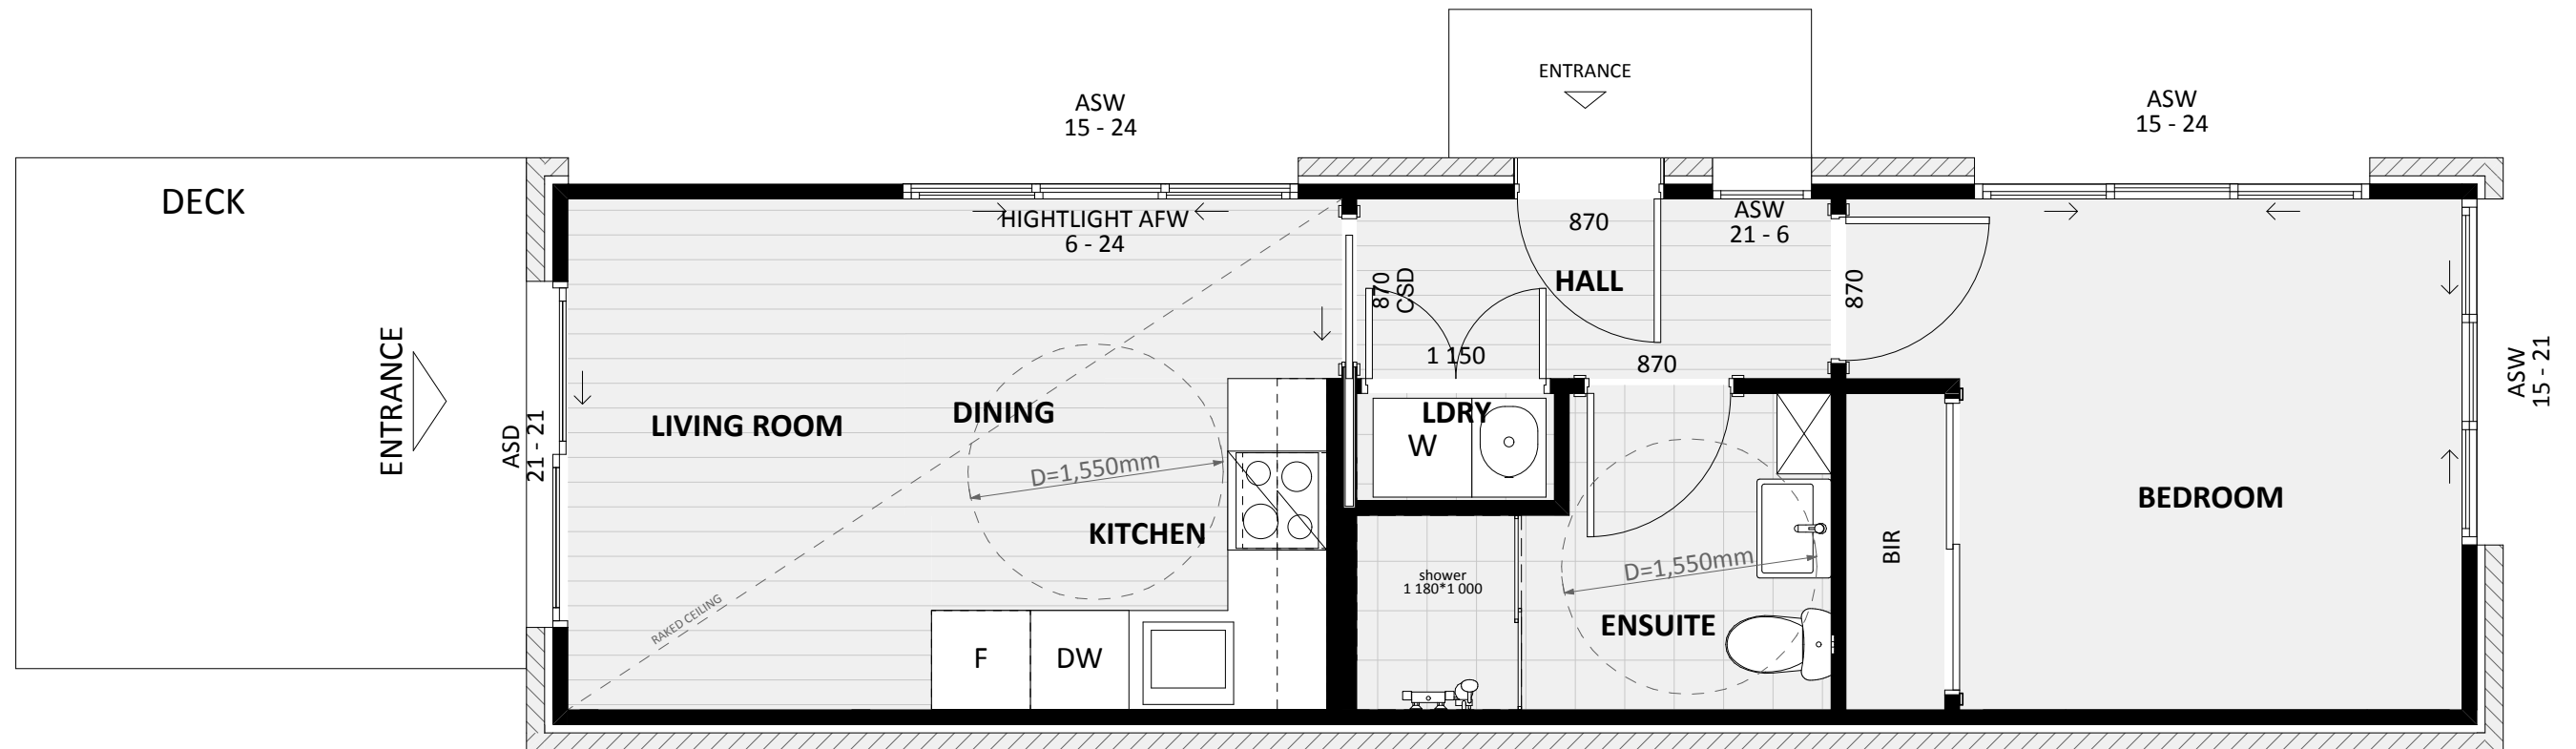 ENTRANCE
ASW
15 - 24
ASW
15 - 24
DECK
HIGHTLIGHT AFW
6 - 24
870
ASW
21 - 6
HALL
870
CSD
870
1 150
870
ENTRANCE
ASD
21 - 21
LIVING ROOM
DINING
LDRY
W
D=1,550mm
KITCHEN
BEDROOM
ASW
15 - 21
BIR
shower
1 180*1 000
D=1,550mm
ENSUITE
RAKED CEILING
F
DW